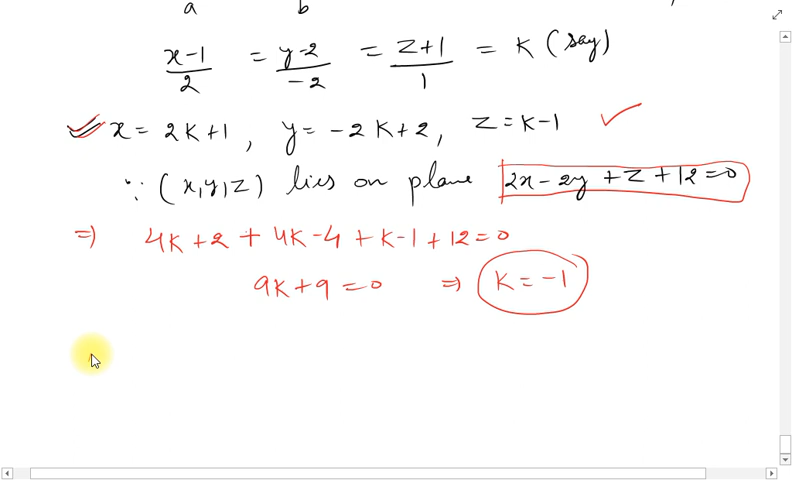 a b
x-1/2 = y-2/-2 = z+1/1 = K (say)
x = 2K+1, y = -2K+2, z = K-1 ✓
∵ (x,y,z) lies on plane 2x-2y+z+12=0
⇒ 4K+2+4K-4+K-1+12=0
9K+9=0 ⇒ K=-1